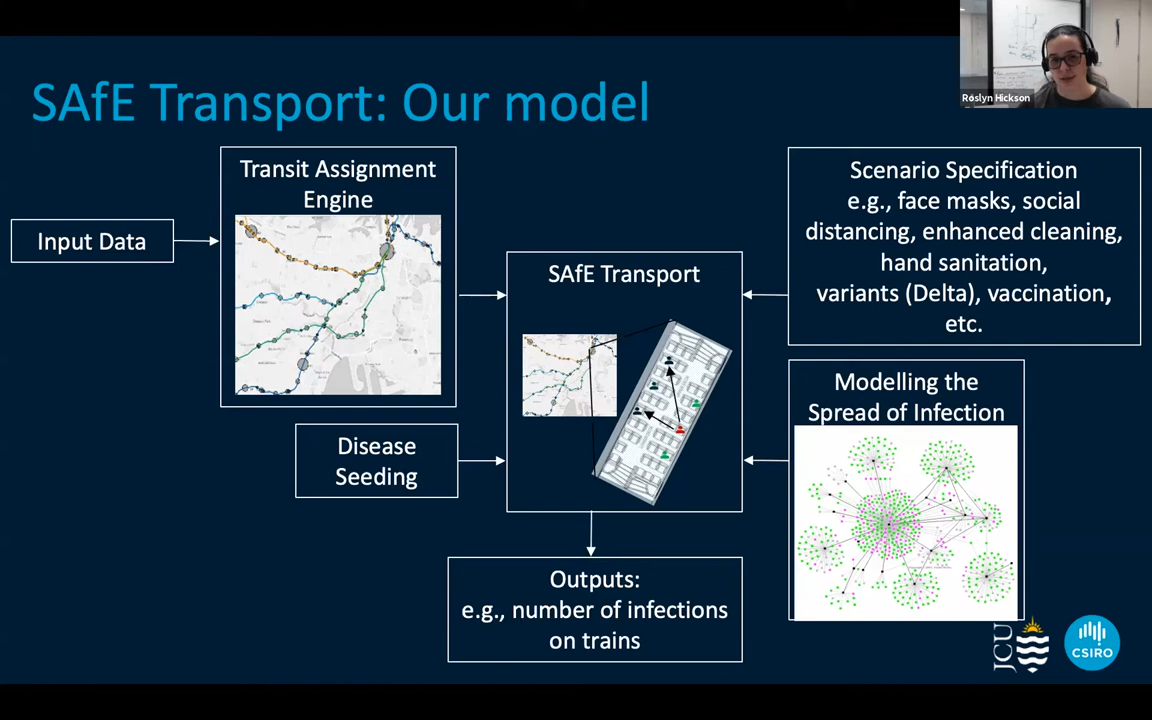 SAfE Transport: Our model
Roslyn Hickson
Input Data
Transit Assignment
Engine
SAfE Transport
Scenario Specification
e.g., face masks, social
distancing, enhanced cleaning,
hand sanitation,
variants (Delta), vaccination,
etc.
Disease
Seeding
Modelling the
Spread of Infection
Outputs:
e.g., number of infections
on trains
JCU
CSIRO